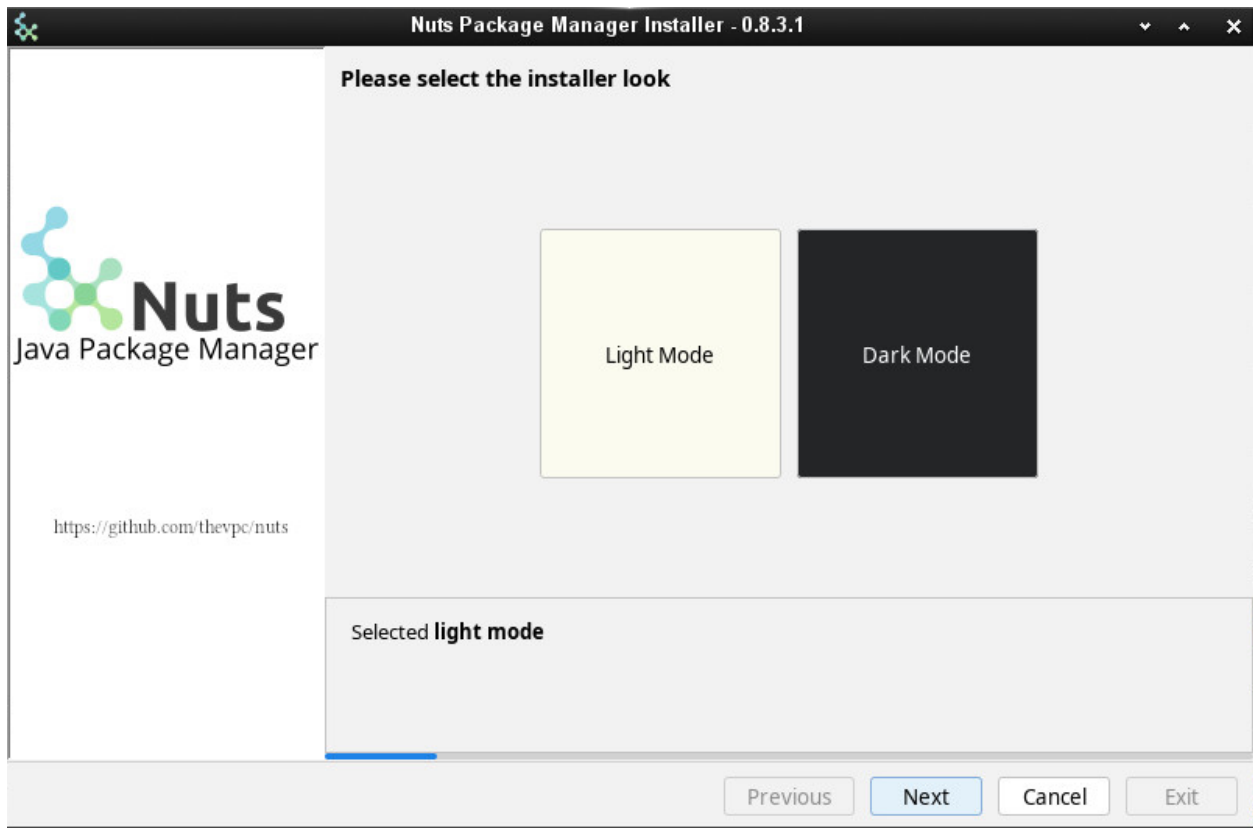 Nuts Package Manager Installer - 0.8.3.1
Please select the installer look
Nuts
Java Package Manager
https://github.com/thevpc/nuts
Light Mode
Dark Mode
Selected light mode
Previous
Next
Cancel
Exit